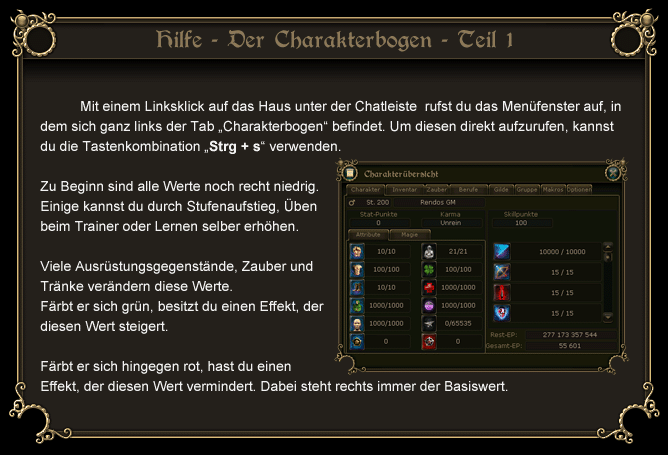 Hilfe - Der Charakterbogen - Teil 1
Mit einem Linksklick auf das Haus unter der Chatleiste rufst du das Menüfenster auf, in
dem sich ganz links der Tab „Charakterbogen“ befindet. Um diesen direkt aufzurufen, kannst
du die Tastenkombination „Strg + s“ verwenden.
Zu Beginn sind alle Werte noch recht niedrig.
Einige kannst du durch Stufenaufstieg, Üben
beim Trainer oder Lernen selber erhöhen.
Viele Ausrüstungsgegenstände, Zauber und
Tränke verändern diese Werte.
Färbt er sich grün, besitzt du einen Effekt, der
diesen Wert steigert.
Färbt er sich hingegen rot, hast du einen
Effekt, der diesen Wert vermindert. Dabei steht rechts immer der Basiswert.
Charakterübersicht
Charakter Inventar Zauber Berufe Gilde Gruppe Makros Optionen
St. 200 Rendos GM
Stat-Punkte Karma Skillpunkte
0 Unrein 100
Attribute Magie
10/10 21/21 10000 / 10000
100/100 100/100 15 / 15
10/10 1000/1000 15 / 15
1000/1000 1000/1000 15 / 15
1000/1000 0/65535
0 0
Rest-EP: 277 173 357 544
Gesamt-EP: 55 601